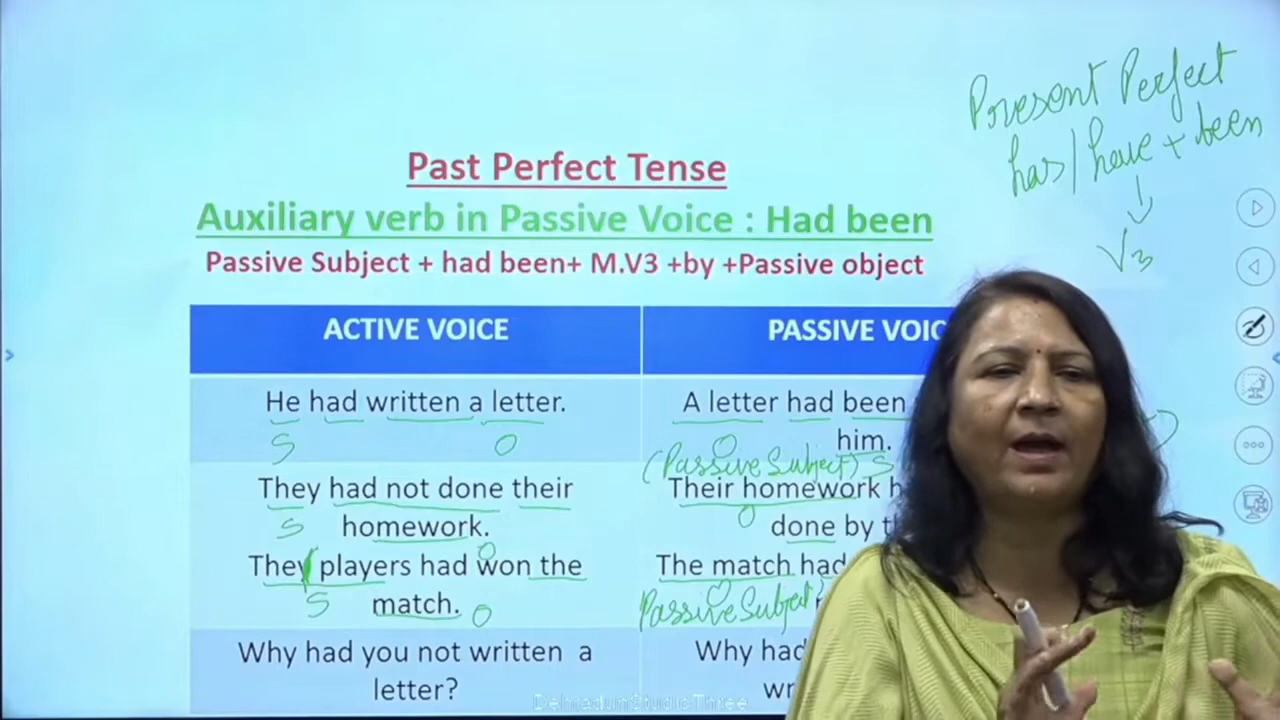 Present Perfect
has/have + been
V3
Past Perfect Tense
Auxiliary verb in Passive Voice : Had been
Passive Subject + had been+ M.V3 +by +Passive object
ACTIVE VOICE
PASSIVE VOIC
He had written a letter.
S
O
A letter had been
him.
O
(Passive Subject) S
They had not done their
homework.
S
O
Their homework h
done by t
O
They players had won the
match.
S
O
The match had
O
Passive Subject
Why had you not written a
letter?
Why had
wr
DelmedumStudioThree